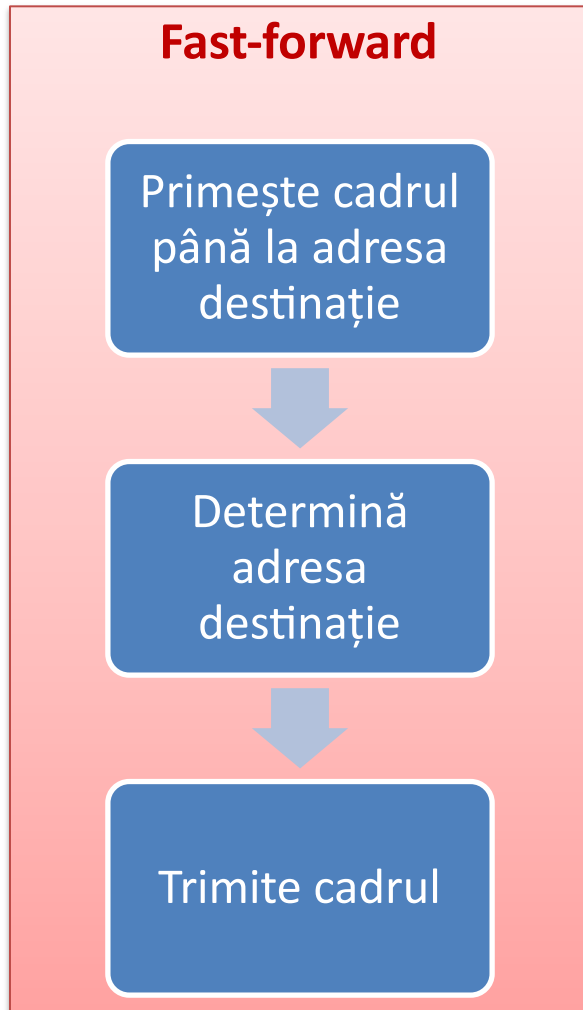 Fast-forward
Primește cadrul
până la adresa
destinație
Determină
adresa
destinație
Trimite cadrul